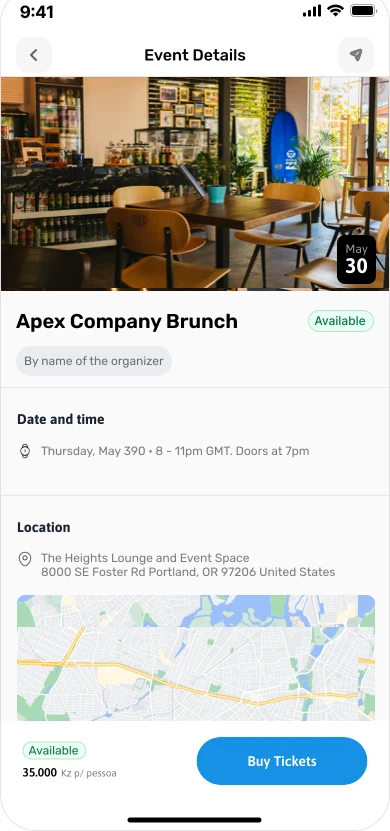 9:41
Event Details
May
30
Apex Company Brunch
Available
By name of the organizer
Date and time
Thursday, May 390 • 8 - 11pm GMT. Doors at 7pm
Location
The Heights Lounge and Event Space
8000 SE Foster Rd Portland, OR 97206 United States
Available
35.000 Kz p/ pessoa
Buy Tickets